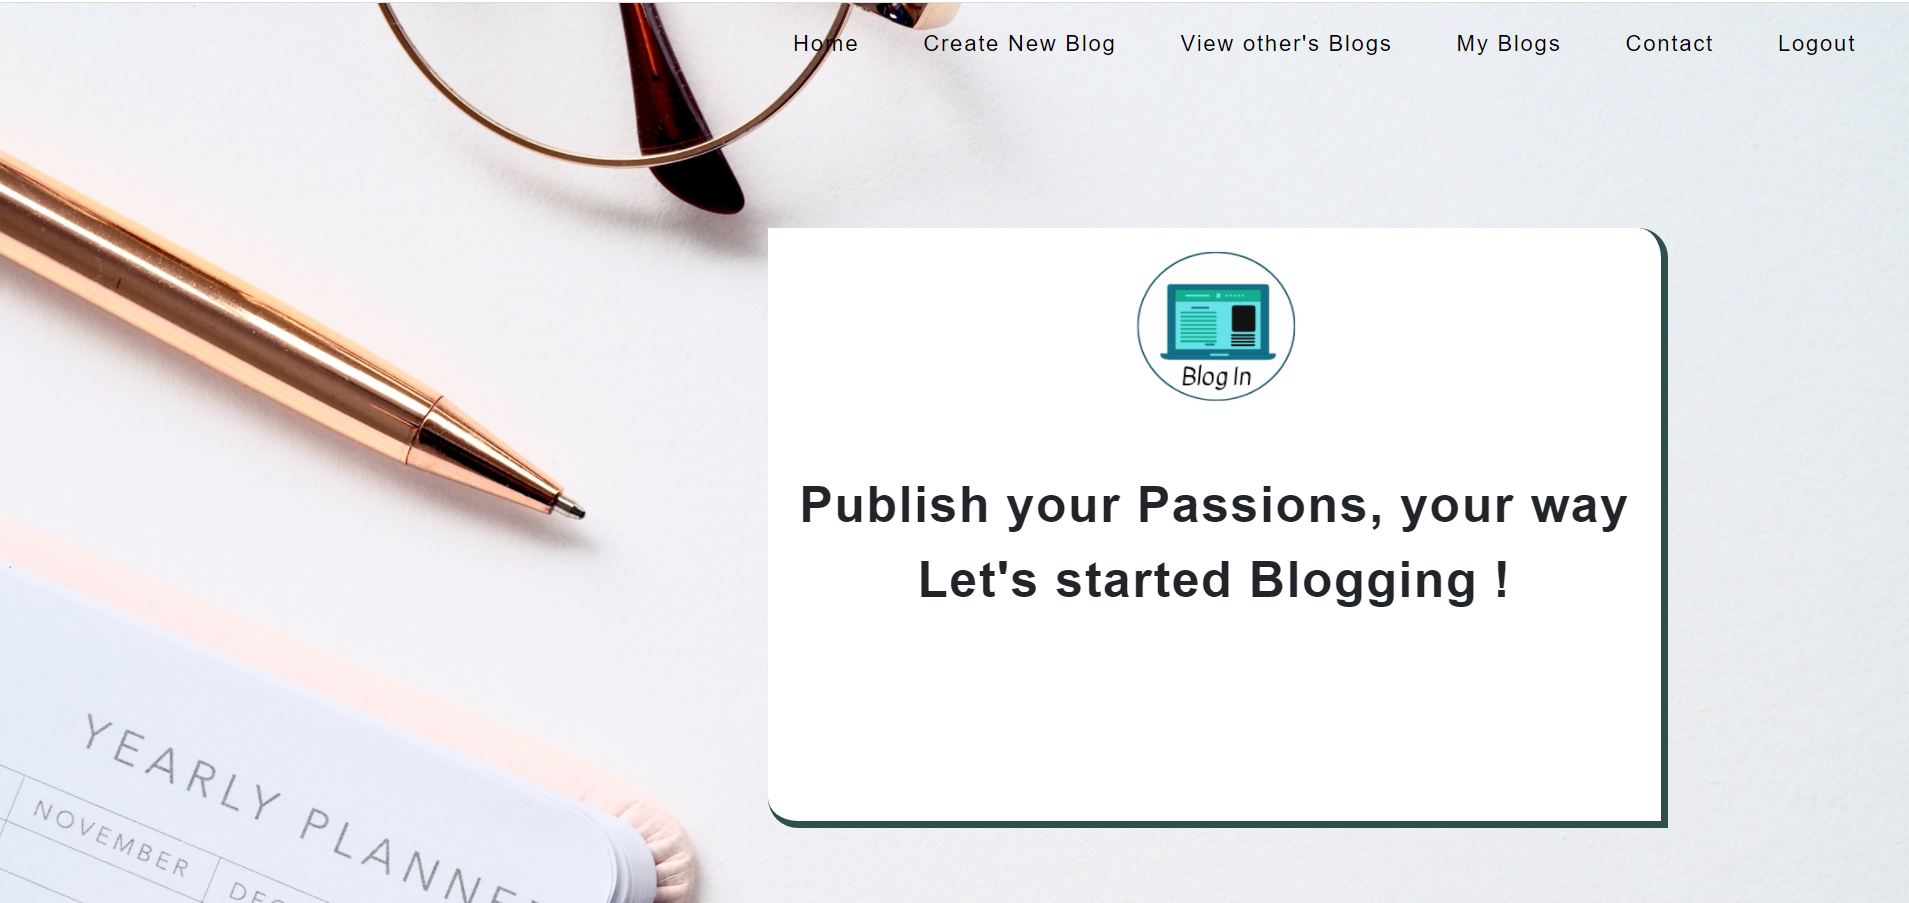 Home Create New Blog View other's Blogs My Blogs Contact Logout
Blog In
Publish your Passions, your way
Let's started Blogging !
YEARLY PLANNE
NOVEMBER